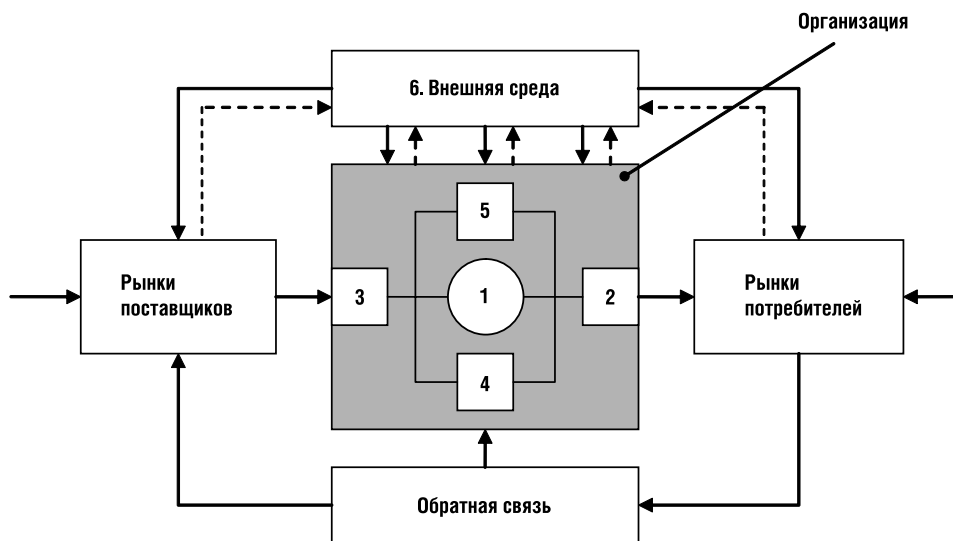 Организация
6. Внешняя среда
5
Рынки
поставщиков
3
1
2
Рынки
потребителей
4
Обратная связь